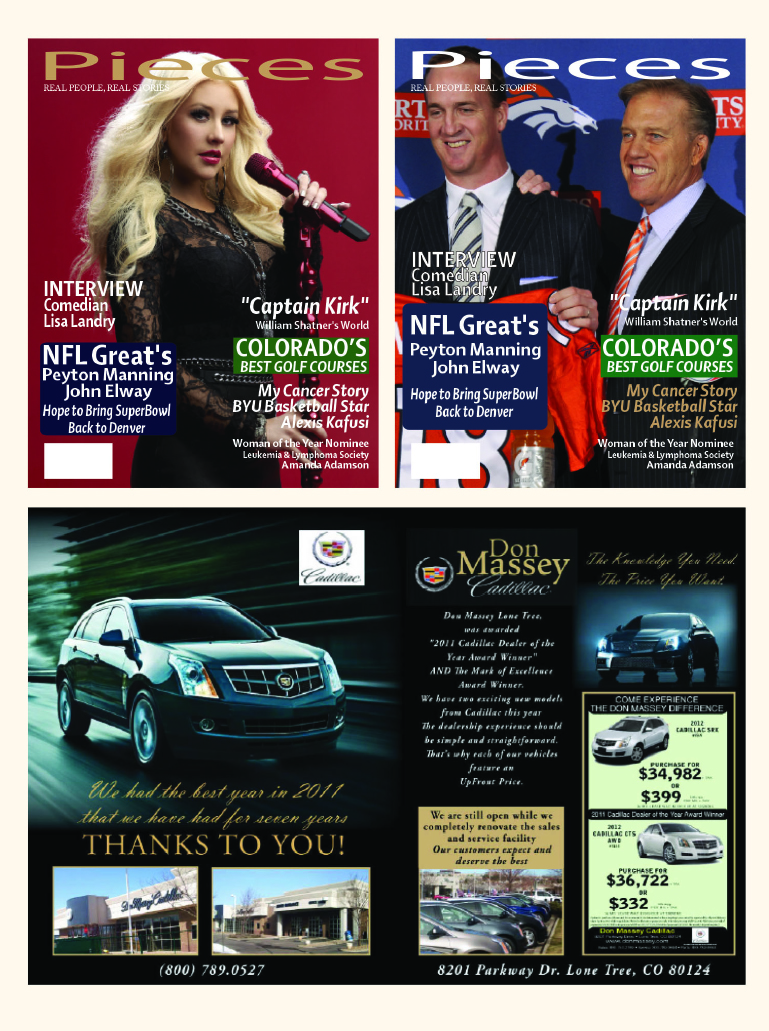 Pieces
REAL PEOPLE, REAL STORIES
INTERVIEW
Comedian
Lisa Landry
"Captain Kirk"
William Shatner's World
NFL Great's
Peyton Manning
John Elway
Hope to Bring SuperBowl
Back to Denver
COLORADO'S
BEST GOLF COURSES
My Cancer Story
BYU Basketball Star
Alexis Kafusi
Woman of the Year Nominee
Leukemia & Lymphoma Society
Amanda Adamson
Pieces
REAL PEOPLE, REAL STORIES
INTERVIEW
Comedian
Lisa Landry
"Captain Kirk"
William Shatner's World
NFL Great's
Peyton Manning
John Elway
Hope to Bring SuperBowl
Back to Denver
COLORADO'S
BEST GOLF COURSES
My Cancer Story
BYU Basketball Star
Alexis Kafusi
Woman of the Year Nominee
Leukemia & Lymphoma Society
Amanda Adamson
Cadillac
We had the best year in 2011
that we have had for seven years
THANKS TO YOU!
Don Massey Cadillac
(800) 789.0527
Don
Massey
Cadillac
Don Massey Lone Tree,
was awarded
"2011 Cadillac Dealer of the
Year Award Winner"
AND The Mark of Excellence
Award Winner.
We have two exciting new models
from Cadillac this year
The dealership experience should
be simple and straightforward.
That's why each of our vehicles
feature an
UpFront Price.
We are still open while we
completely renovate the sales
and service facility
Our customers expect and
deserve the best
The Knowledge You Need.
The Price You Want.
COME EXPERIENCE
THE DON MASSEY DIFFERENCE
2012
CADILLAC SRX
PURCHASE FOR
$34,982
OR
$399
2011 Cadillac Dealer of the Year Award Winner
2012
CADILLAC CTS
AWD
PURCHASE FOR
$36,722
OR
$332
Don Massey Cadillac
www.donmassey.com
8201 Parkway Dr. Lone Tree, CO 80124